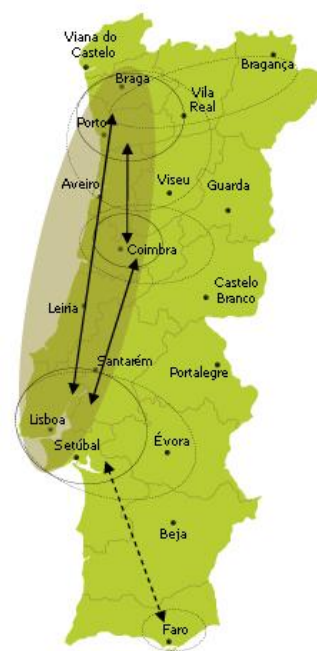 Viana do
Castelo
Bragança
Braga
Vila
Real
Porto
Aveiro
Viseu
Guarda
Coimbra
Castelo
Branco
Leiria
Santarém
Portalegre
Lisboa
Setúbal
Évora
Beja
Faro